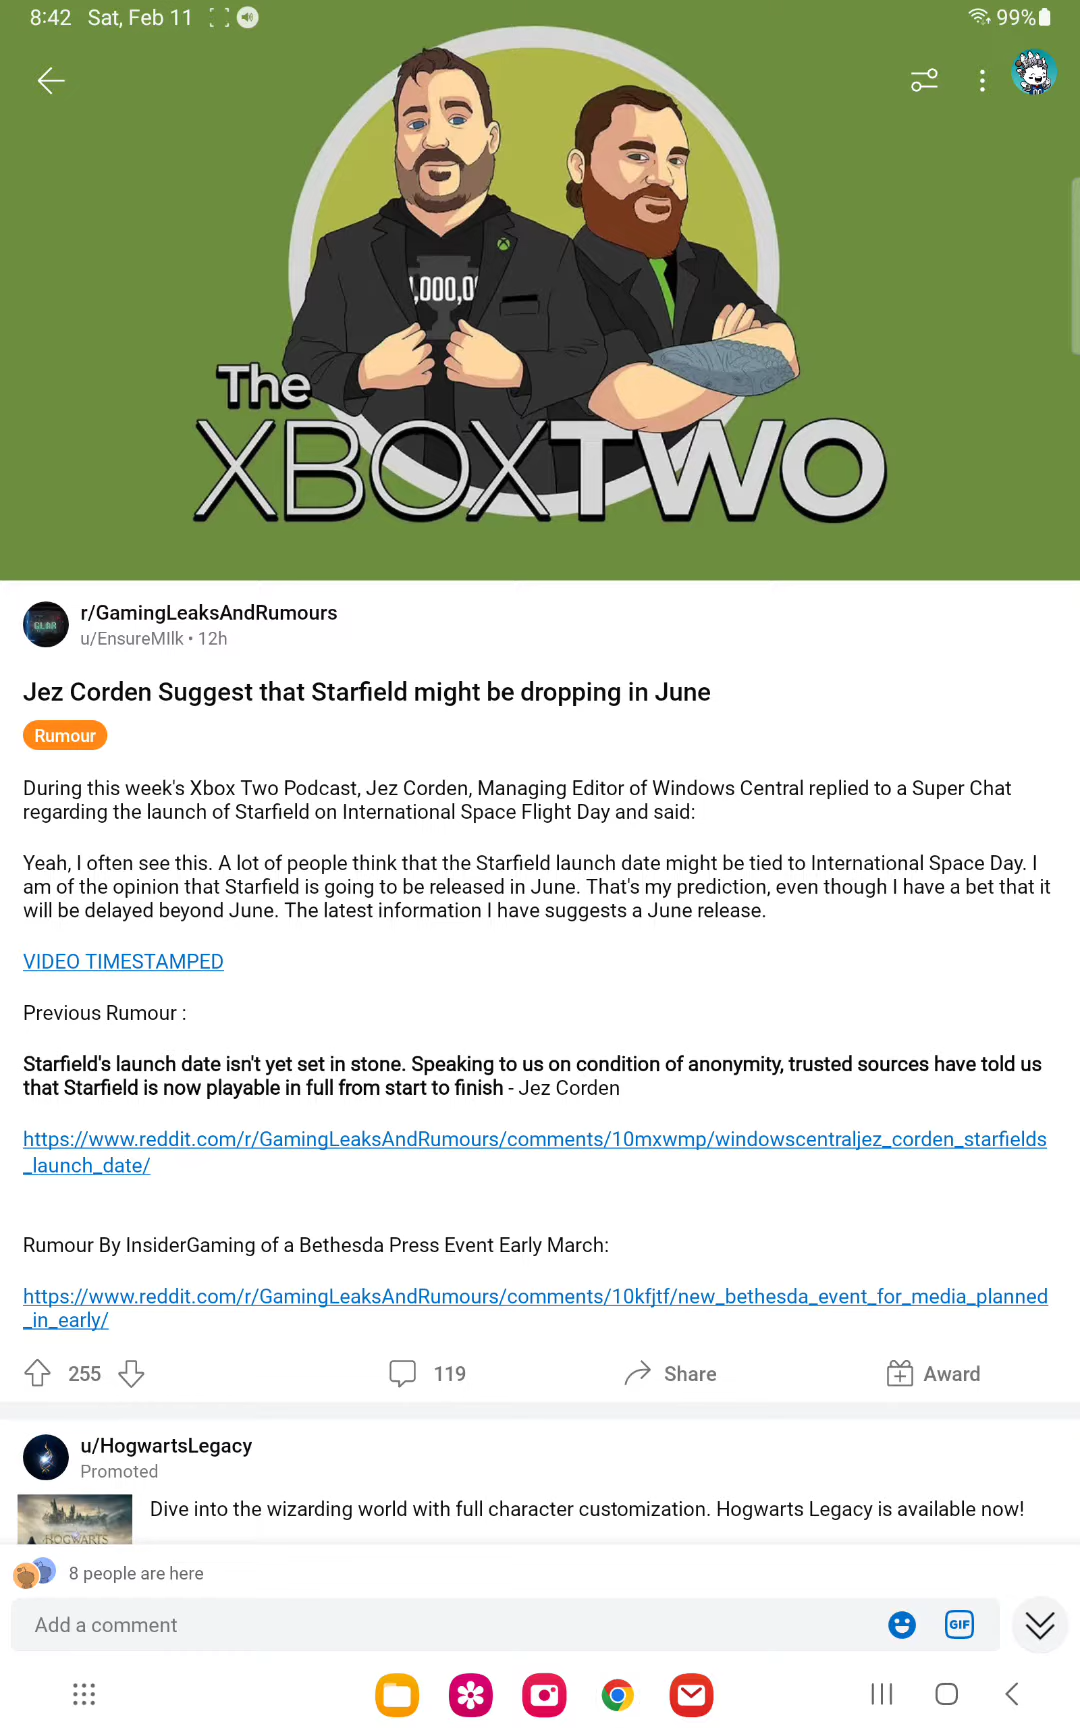 8:42 Sat, Feb 11
99%
,000,0
The
XBOXTWO
GLAR
r/GamingLeaksAndRumours
u/EnsureMIlk • 12h
Jez Corden Suggest that Starfield might be dropping in June
Rumour
During this week's Xbox Two Podcast, Jez Corden, Managing Editor of Windows Central replied to a Super Chat
regarding the launch of Starfield on International Space Flight Day and said:
Yeah, I often see this. A lot of people think that the Starfield launch date might be tied to International Space Day. I
am of the opinion that Starfield is going to be released in June. That's my prediction, even though I have a bet that it
will be delayed beyond June. The latest information I have suggests a June release.
VIDEO TIMESTAMPED
Previous Rumour :
Starfield's launch date isn't yet set in stone. Speaking to us on condition of anonymity, trusted sources have told us
that Starfield is now playable in full from start to finish - Jez Corden
https://www.reddit.com/r/GamingLeaksAndRumours/comments/10mxwmp/windowscentraljez_corden_starfields
_launch_date/
Rumour By InsiderGaming of a Bethesda Press Event Early March:
https://www.reddit.com/r/GamingLeaksAndRumours/comments/10kfjtf/new_bethesda_event_for_media_planned
_in_early/
255
119
Share
Award
u/HogwartsLegacy
Promoted
Dive into the wizarding world with full character customization. Hogwarts Legacy is available now!
HOGWARTS
8 people are here
Add a comment
GIF